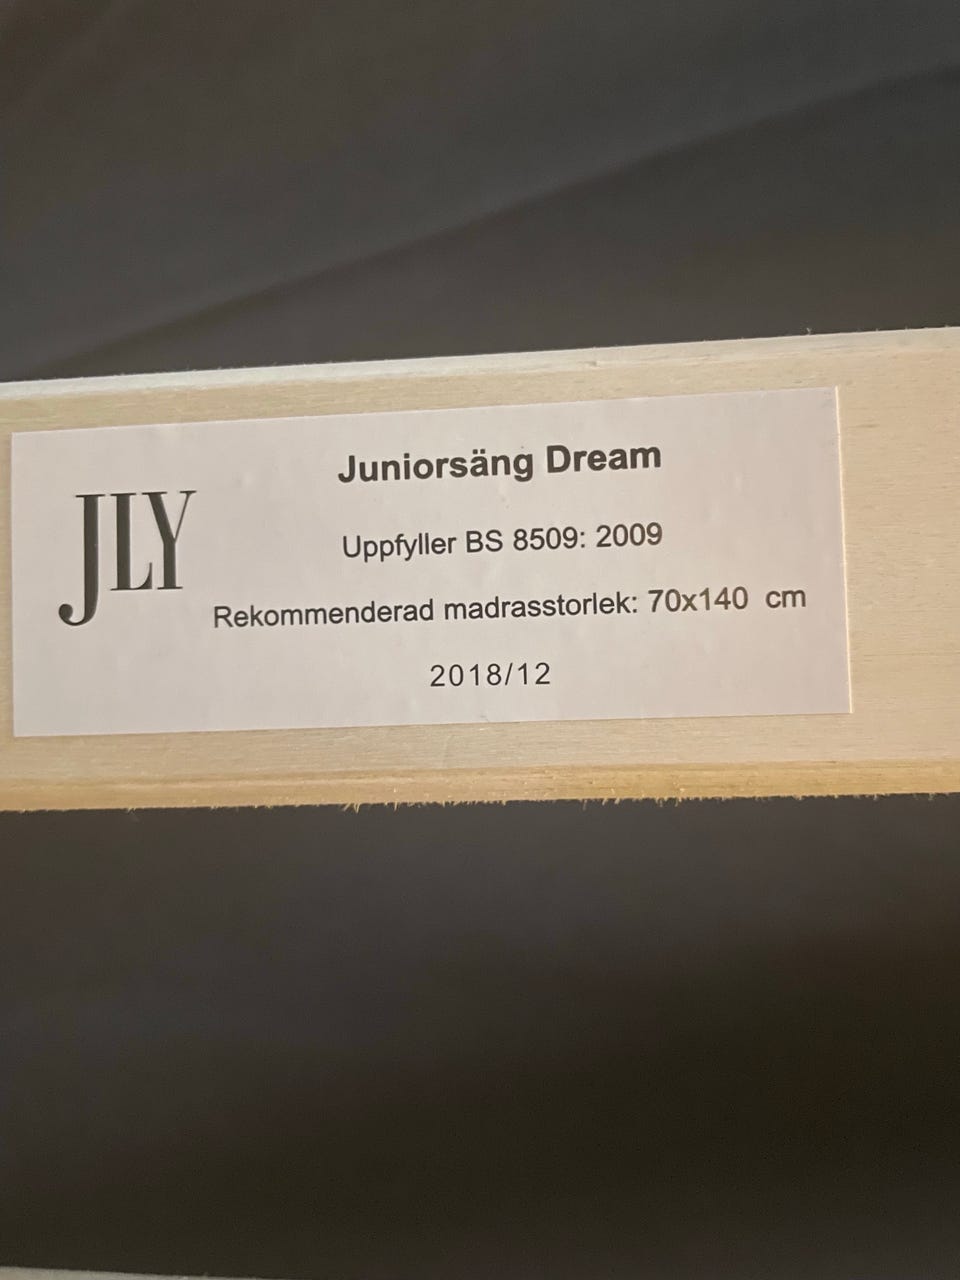 Juniorsäng Dream
JLY
Uppfyller BS 8509: 2009
Rekommenderad madrasstorlek: 70x140 cm
2018/12